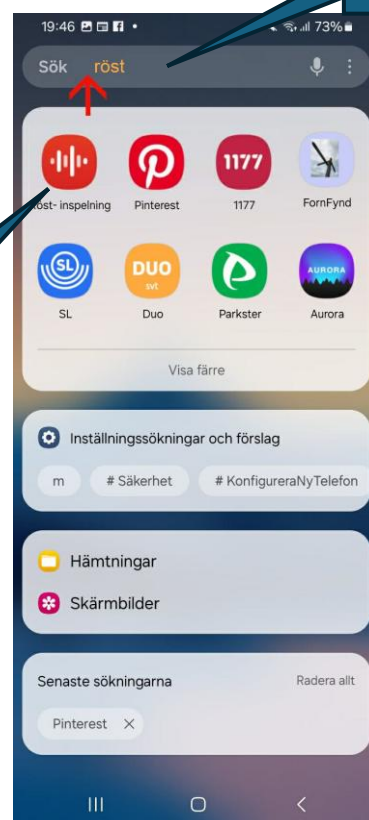 19:46 73%
Sök röst
1177
Röst- inspelning Pinterest 1177 FornFynd
SL DUO svt AURORA
SL Duo Parkster Aurora
Visa färre
Inställningssökningar och förslag
m # Säkerhet # KonfigureraNyTelefon
Hämtningar
Skärmbilder
Senaste sökningarna Radera allt
Pinterest